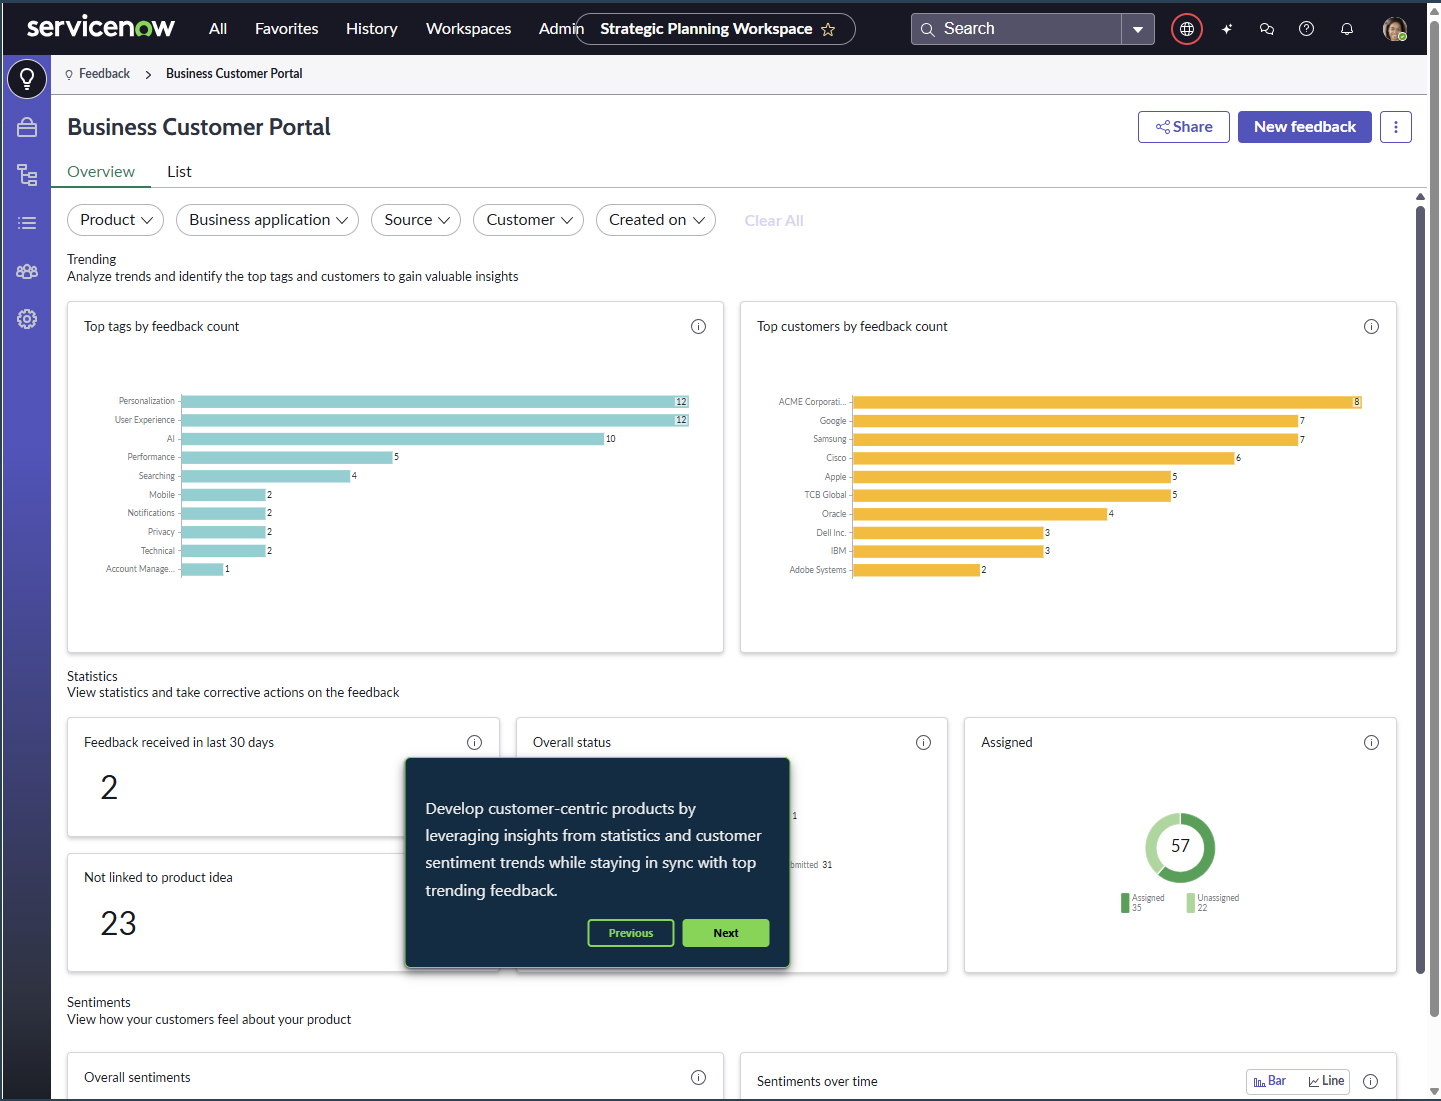 servicenow All Favorites History Workspaces Admin Strategic Planning Workspace Search
Feedback > Business Customer Portal
Business Customer Portal Share New feedback
Overview List
Product Business application Source Customer Created on Clear All
Trending
Analyze trends and identify the top tags and customers to gain valuable insights
Top tags by feedback count
Personalization 12
User Experience 12
AI 10
Performance 5
Searching 4
Mobile 2
Notifications 2
Privacy 2
Technical 2
Account Manage... 1
Top customers by feedback count
ACME Corporati... 8
Google 7
Samsung 7
Cisco 6
Apple 5
TCB Global 5
Oracle 4
Dell Inc. 3
IBM 3
Adobe Systems 2
Statistics
View statistics and take corrective actions on the feedback
Feedback received in last 30 days
2
Not linked to product idea
23
Overall status
1
bmitted 31
Develop customer-centric products by
leveraging insights from statistics and customer
sentiment trends while staying in sync with top
trending feedback.
Previous Next
Assigned
57
Assigned Unassigned
35 22
Sentiments
View how your customers feel about your product
Overall sentiments
Sentiments over time Bar Line